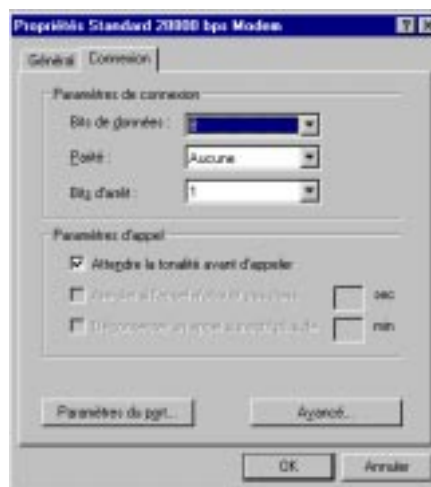 Propriétés Standard 28800 bps Modem
Général Connexion
Paramètres de connexion
Bits de données : 8
Parité : Aucune
Bits d'arrêt : 1
Paramètres d'appel
Attendre la tonalité avant d'appeler
sec
min
Paramètres du port... Avancé...
OK Annuler